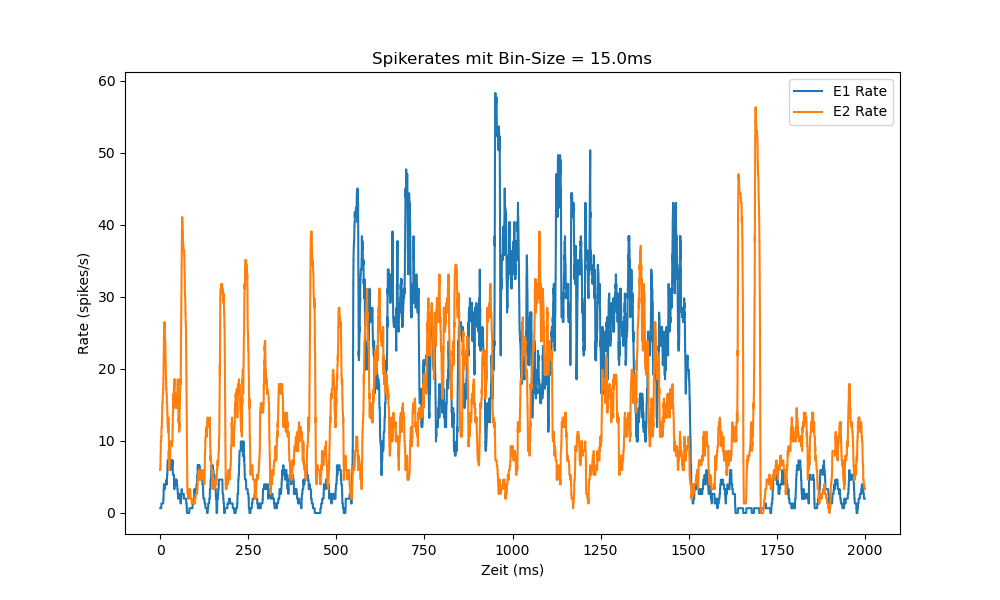 Spikerates mit Bin-Size = 15.0ms
E1 Rate
E2 Rate
60
50
40
30
20
10
0
Rate (spikes/s)
0 250 500 750 1000 1250 1500 1750 2000
Zeit (ms)